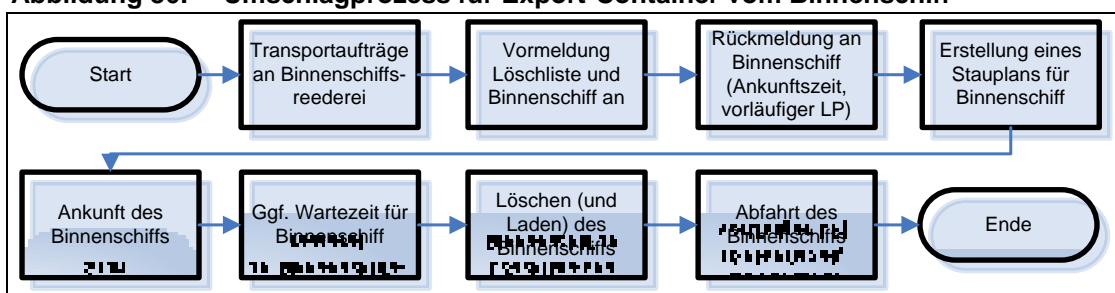 Abbildung 50: Umschlagprozess für Export-Container vom Binnenschiff
Start
Transportaufträge
an Binnenschiffs-
reederei
Vormeldung
Löschliste und
Binnenschiff an
Rückmeldung an
Binnenschiff
(Ankunftszeit,
vorläufiger LP)
Erstellung eines
Stauplans für
Binnenschiff
Ankunft des
Binnenschiffs
Ggf. Wartezeit für
Binnenschiff
Löschen (und
Laden) des
Binnenschiffs
Abfahrt des
Binnenschiffs
Ende